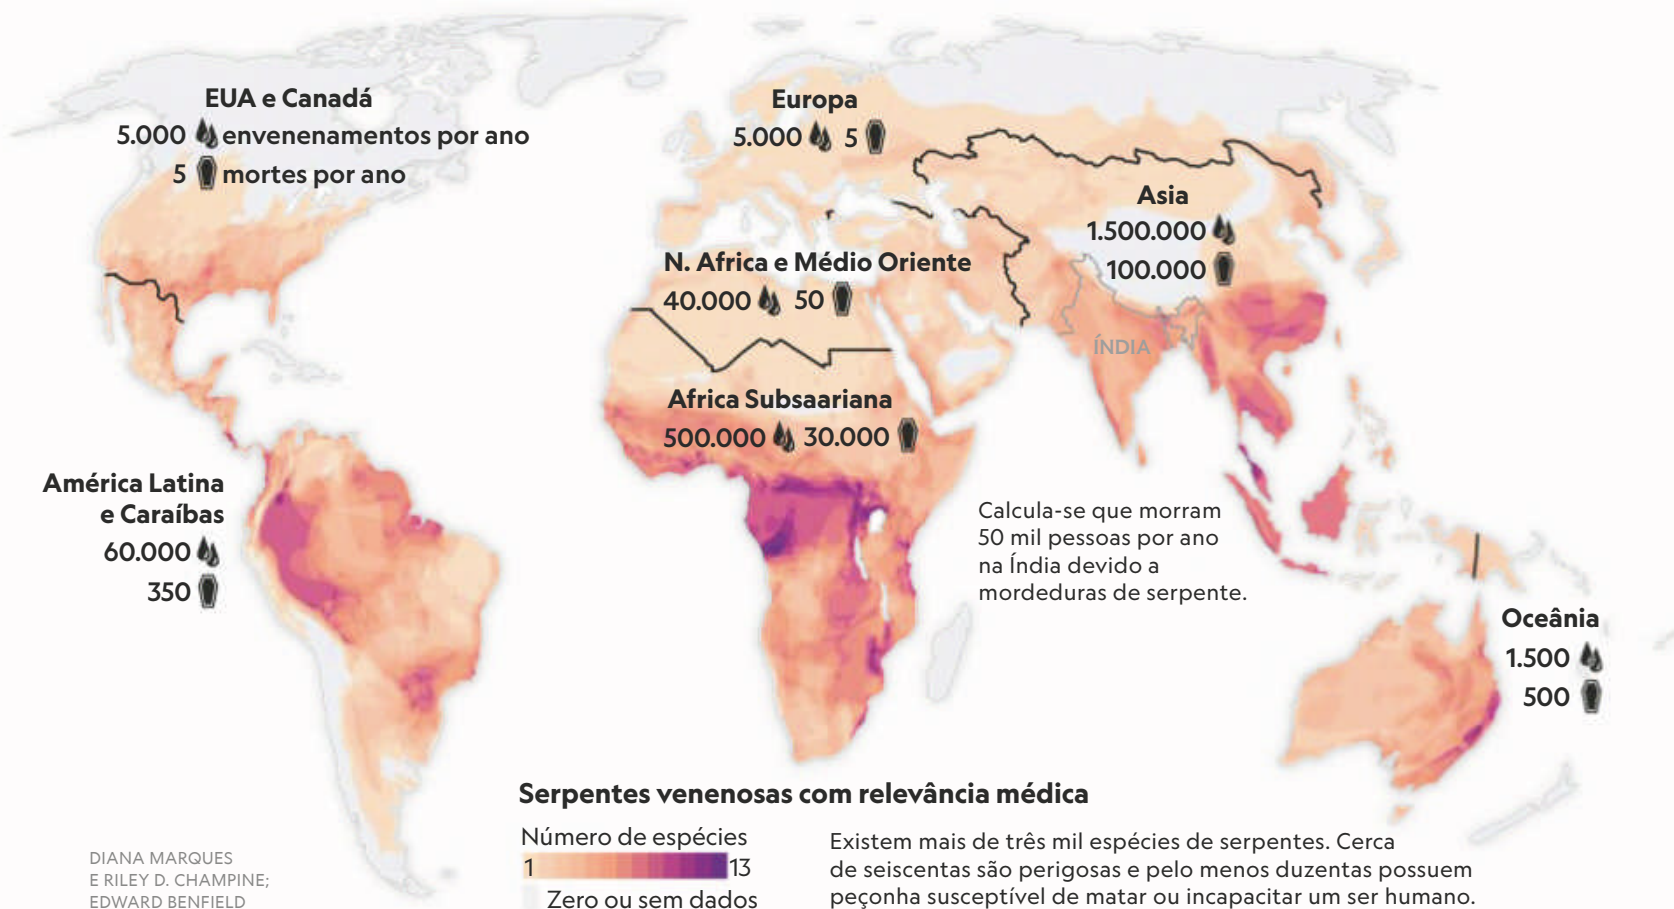 EUA e Canadá
5.000 envenenamentos por ano
5 mortes por ano
Europa
5.000 5
Asia
1.500.000
100.000
N. Africa e Médio Oriente
40.000 50
ÍNDIA
Africa Subsaariana
500.000 30.000
América Latina
e Caraíbas
60.000
350
Calcula-se que morram
50 mil pessoas por ano
na Índia devido a
mordeduras de serpente.
Oceânia
1.500
500
Serpentes venenosas com relevância médica
Número de espécies
1 13
Zero ou sem dados
Existem mais de três mil espécies de serpentes. Cerca
de seiscentas são perigosas e pelo menos duzentas possuem
peçonha susceptível de matar ou incapacitar um ser humano.
DIANA MARQUES
E RILEY D. CHAMPINE;
EDWARD BENFIELD